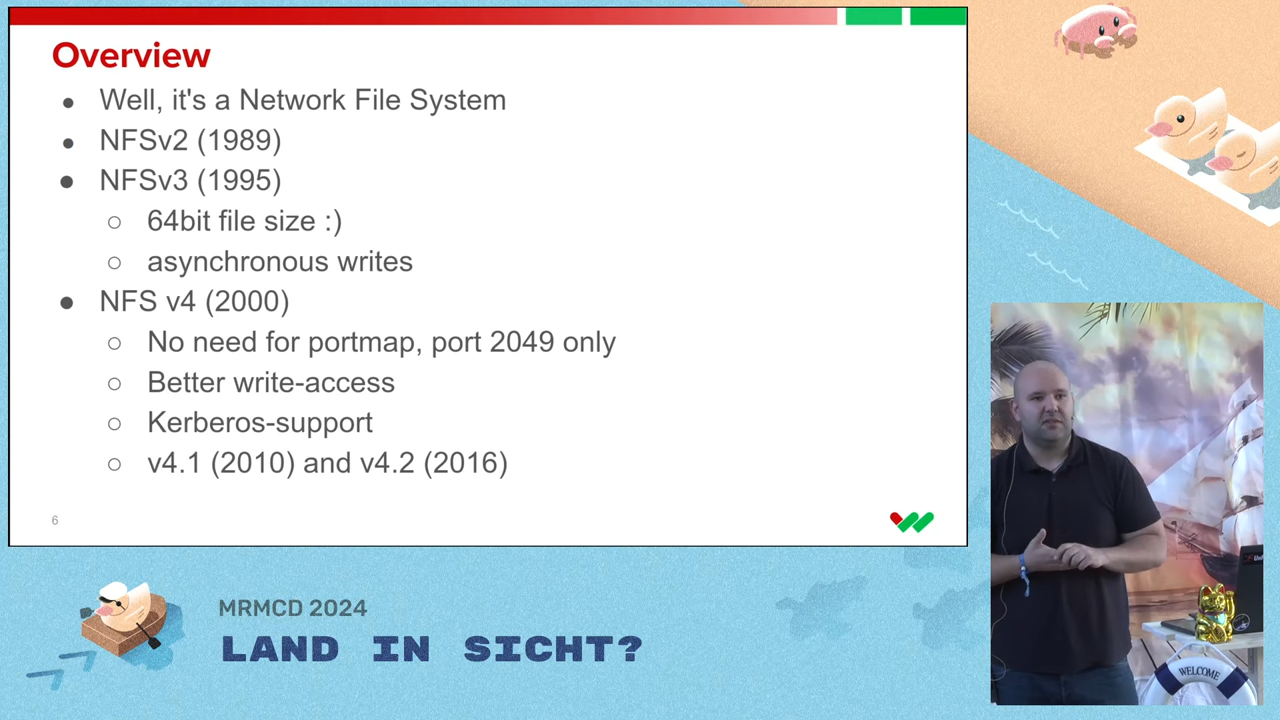 Overview
● Well, it's a Network File System
● NFSv2 (1989)
● NFSv3 (1995)
○ 64bit file size :)
○ asynchronous writes
● NFS v4 (2000)
○ No need for portmap, port 2049 only
○ Better write-access
○ Kerberos-support
○ v4.1 (2010) and v4.2 (2016)
6
MRMCD 2024
LAND IN SICHT?
WELCOME